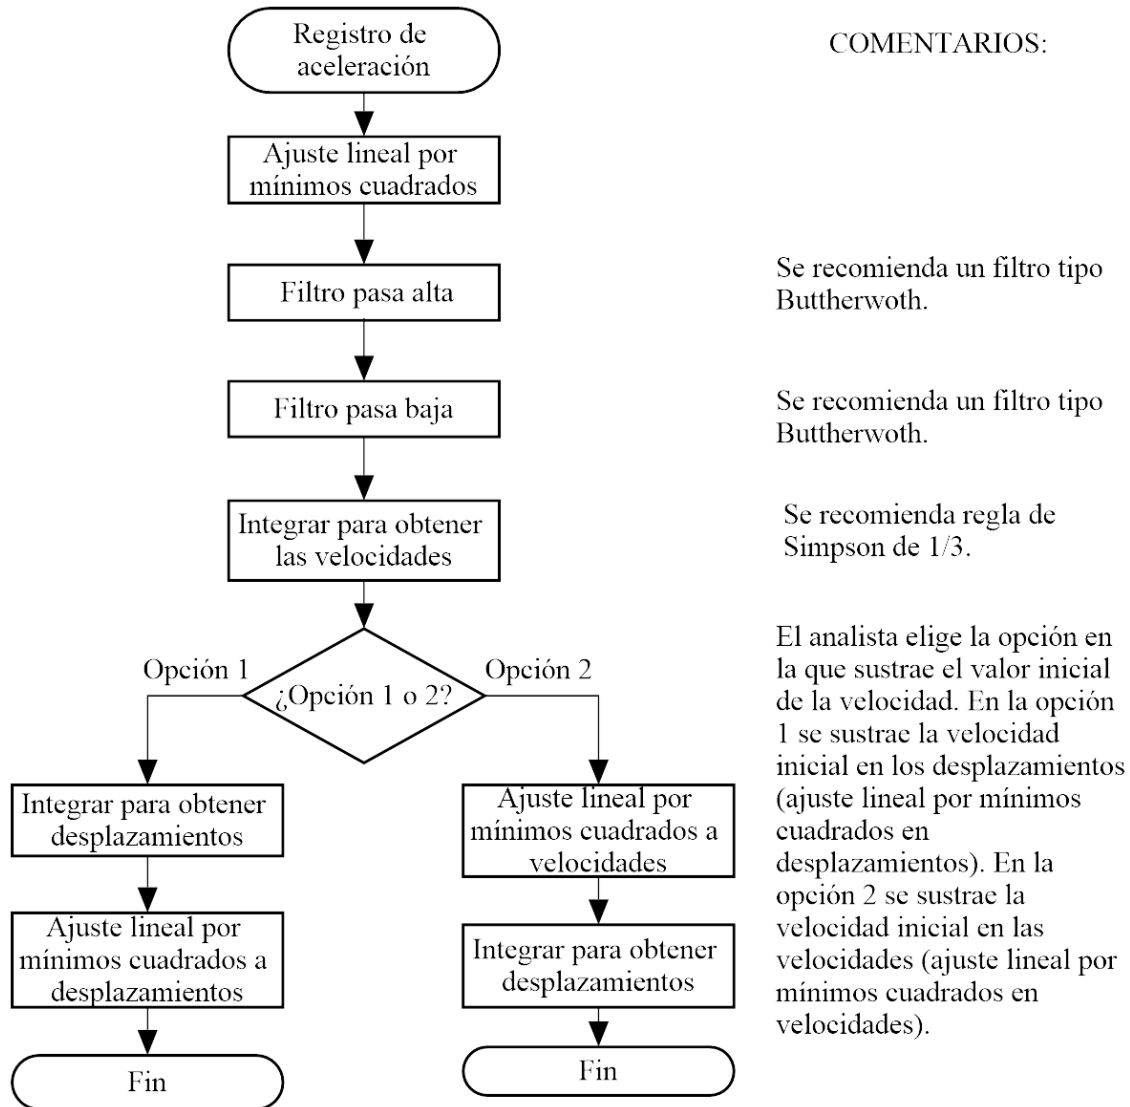 Registro de
aceleración
COMENTARIOS:
Ajuste lineal por
mínimos cuadrados
Filtro pasa alta
Se recomienda un filtro tipo
Buttherwoth.
Filtro pasa baja
Se recomienda un filtro tipo
Buttherwoth.
Integrar para obtener
las velocidades
Se recomienda regla de
Simpson de 1/3.
¿Opción 1 o 2?
Opción 1
Opción 2
Integrar para obtener
desplazamientos
Ajuste lineal por
mínimos cuadrados a
desplazamientos
Fin
Ajuste lineal por
mínimos cuadrados a
velocidades
Integrar para obtener
desplazamientos
Fin
El analista elige la opción en
la que sustrae el valor inicial
de la velocidad. En la opción
1 se sustrae la velocidad
inicial en los desplazamientos
(ajuste lineal por mínimos
cuadrados en
desplazamientos). En la
opción 2 se sustrae la
velocidad inicial en las
velocidades (ajuste lineal por
mínimos cuadrados en
velocidades).